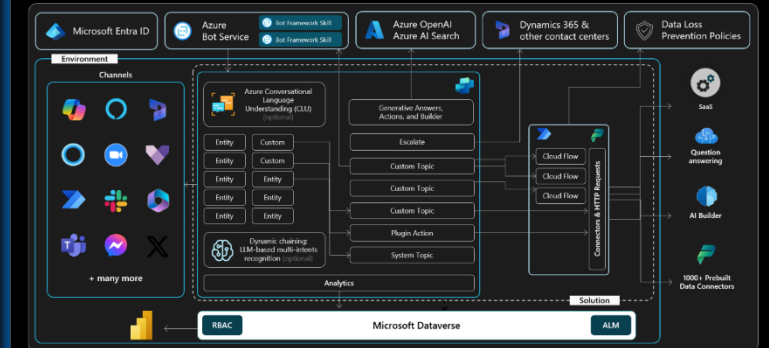 Microsoft Entra ID
Azure
Bot Service
Bot Framework Skill
Bot Framework Skill
Azure OpenAI
Azure AI Search
Dynamics 365 &
other contact centers
Data Loss
Prevention Policies
Environment
Channels
+ many more
Azure Conversational
Language
Understanding (CLU)
(optional)
Entity
Custom
Entity
Custom
Entity
Entity
Entity
Entity
Entity
Entity
Dynamic chaining:
LLM-based multi-intents
recognition (optional)
Generative Answers,
Actions, and Builder
Escalate
Custom Topic
Custom Topic
Custom Topic
Plugin Action
System Topic
Analytics
Cloud Flow
Cloud Flow
Cloud Flow
Connectors & HTTP Requests
Solution
SaaS
Question
answering
AI Builder
1000+ Prebuilt
Data Connectors
RBAC
Microsoft Dataverse
ALM